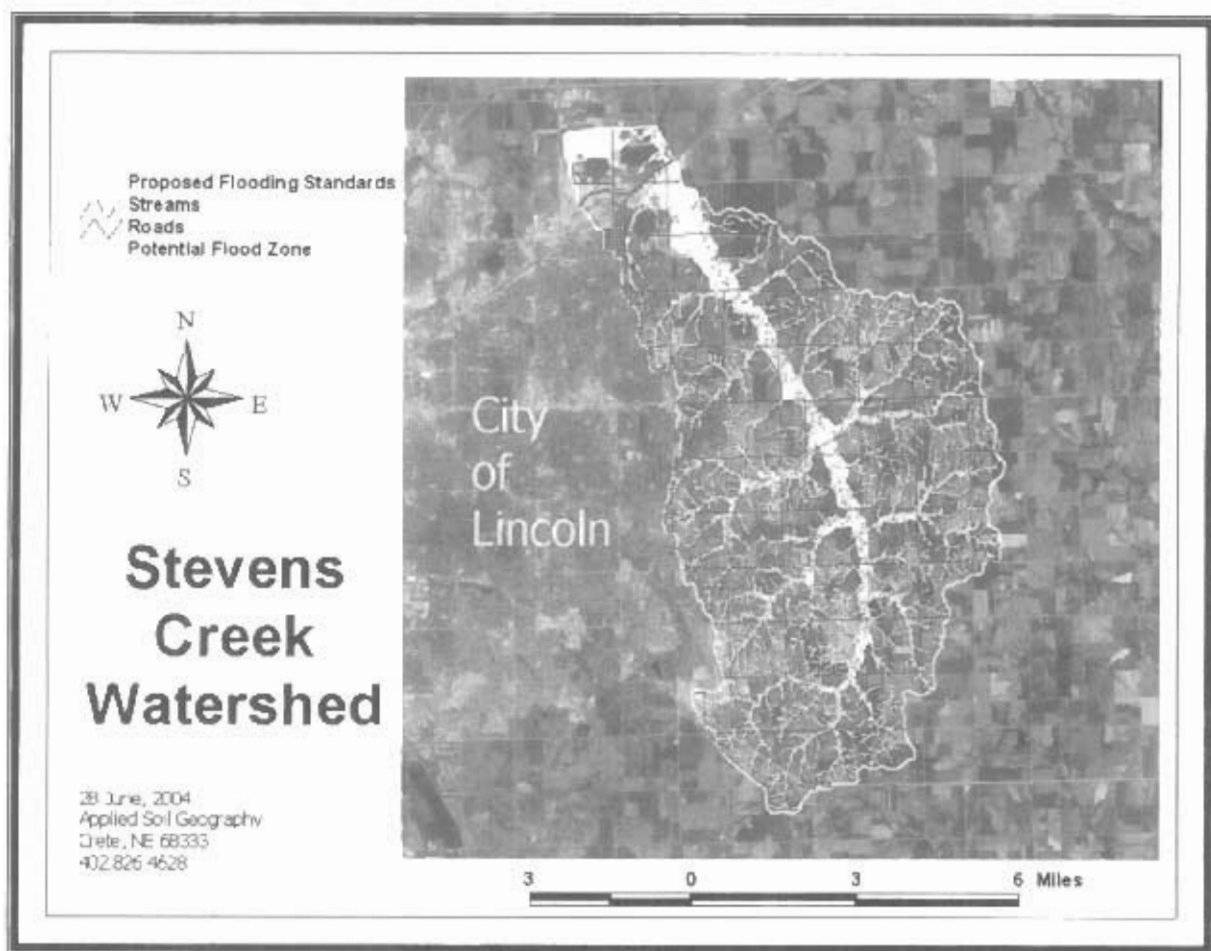 Proposed Flooding Standards
Streams
Roads
Potential Flood Zone
N
W E
S
Stevens
Creek
Watershed
28 June, 2004
Applied Soil Geography
Crete, NE 68333
402.826.4628
City
of
Lincoln
3 0 3 6 Miles